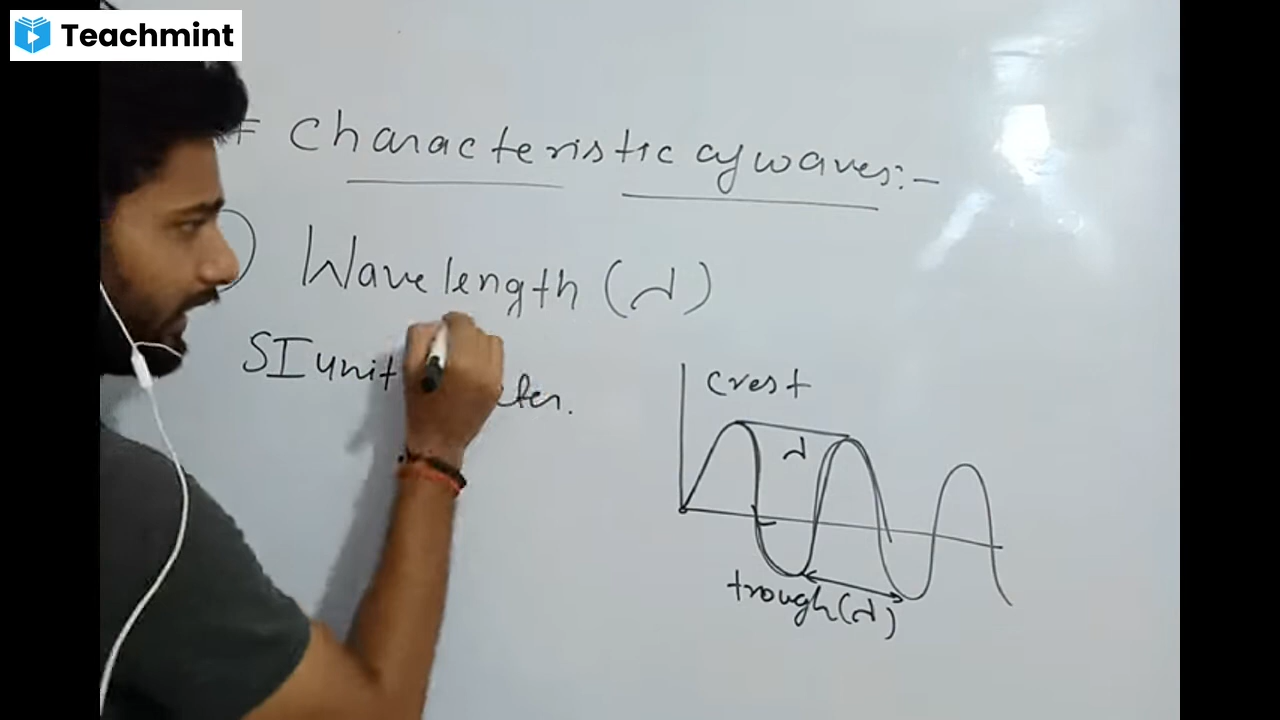 Teachmint
# Characteristic of waves:-
Wavelength (λ)
SI unit
Crest
λ
trough (λ)